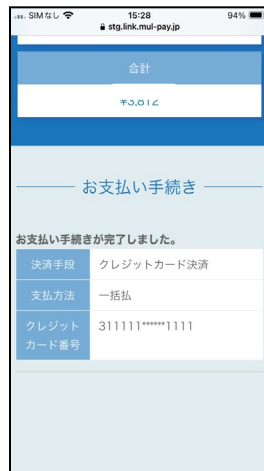 SIMなし 15:28 94%
stg.link.mul-pay.jp
合計
¥3,812
お支払い手続き
お支払い手続きが完了しました。
決済手段 クレジットカード決済
支払方法 一括払
クレジット
カード番号 311111******1111